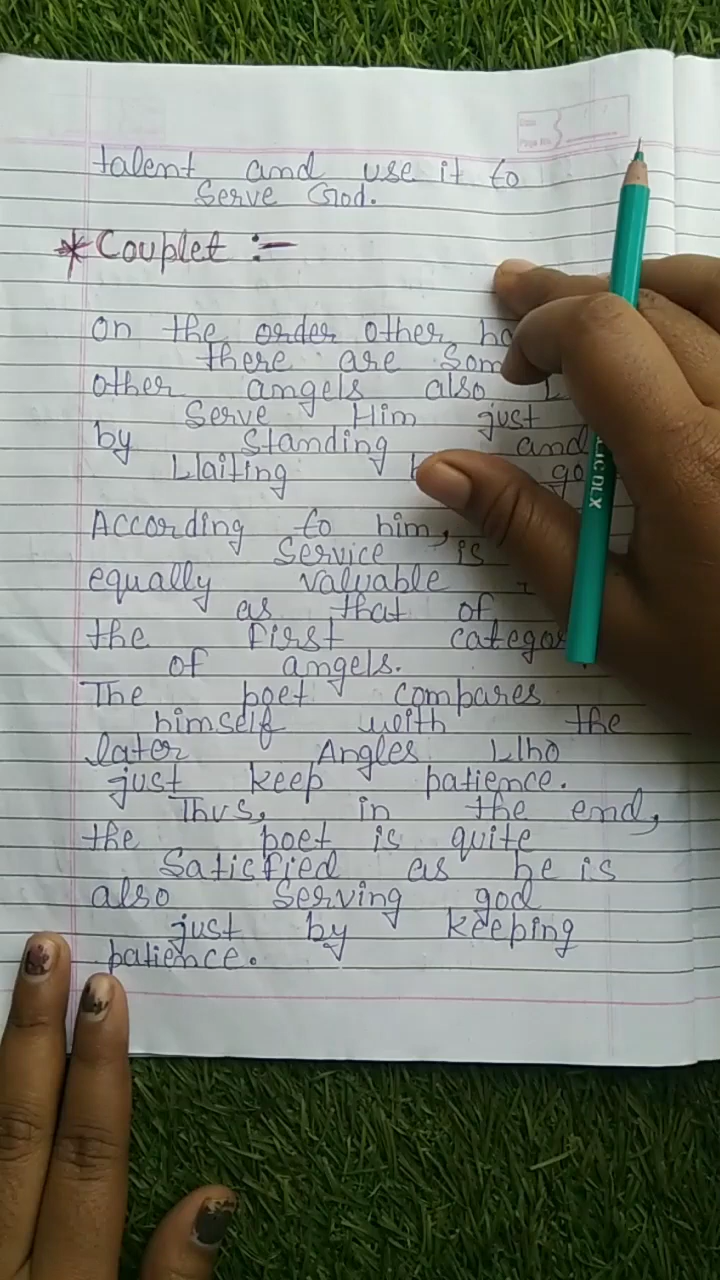 talent and use it to
Serve God.
* Couplet :-
On the order other
there are
other angels also
Serve Him just
by Standing and
Waiting
According to him,
Service is
equally valuable
as that of
the first
of angels.
The poet compares
himself with the
later Angles Who
just keep patience.
Thus, in the end,
the poet is quite
Satisfied as he is
also Serving god
just by keeping
patience.